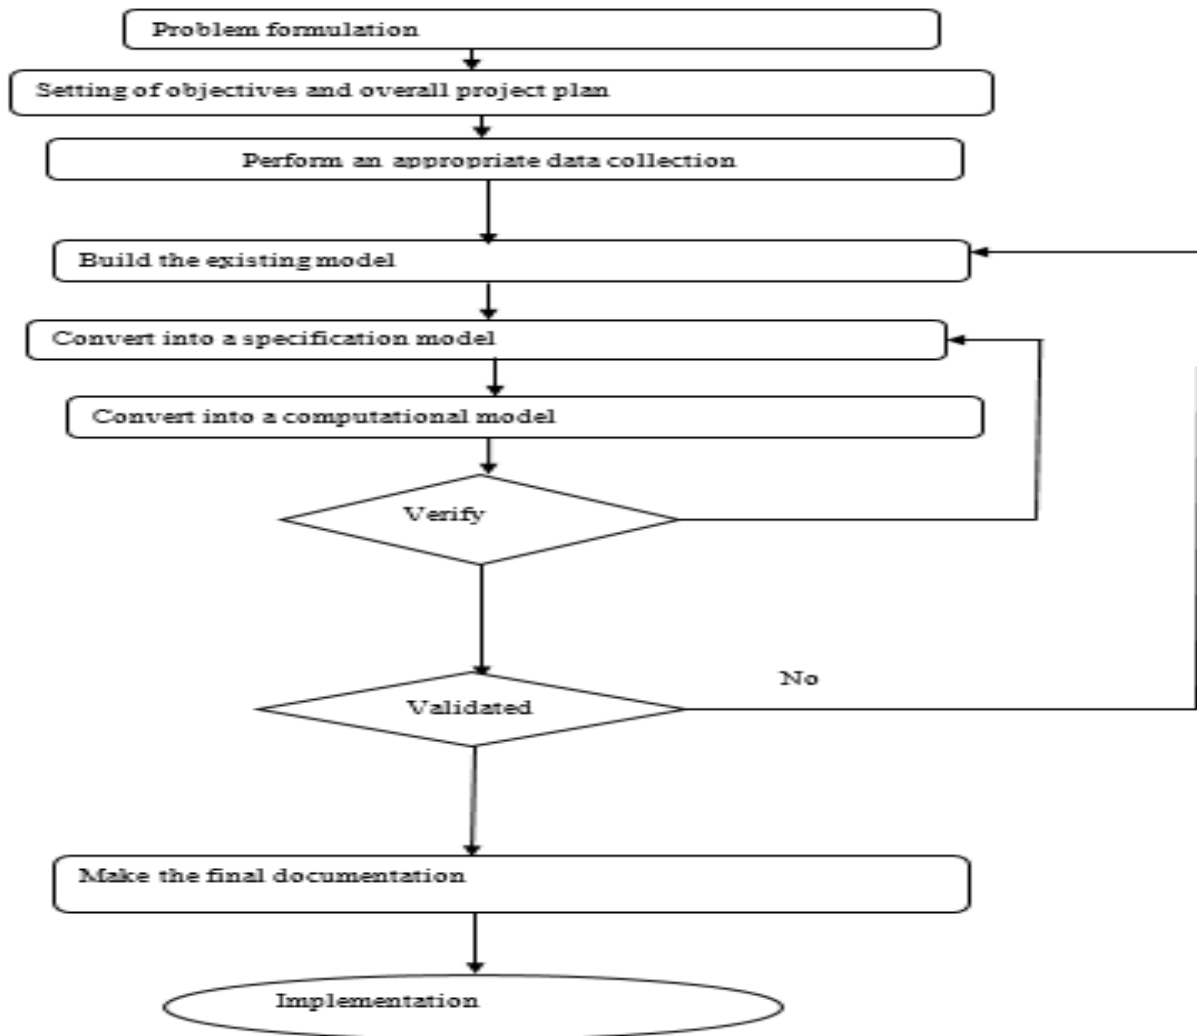 Problem formulation
Setting of objectives and overall project plan
Perform an appropriate data collection
Build the existing model
Convert into a specification model
Convert into a computational model
Verify
No
Validated
Make the final documentation
Implementation